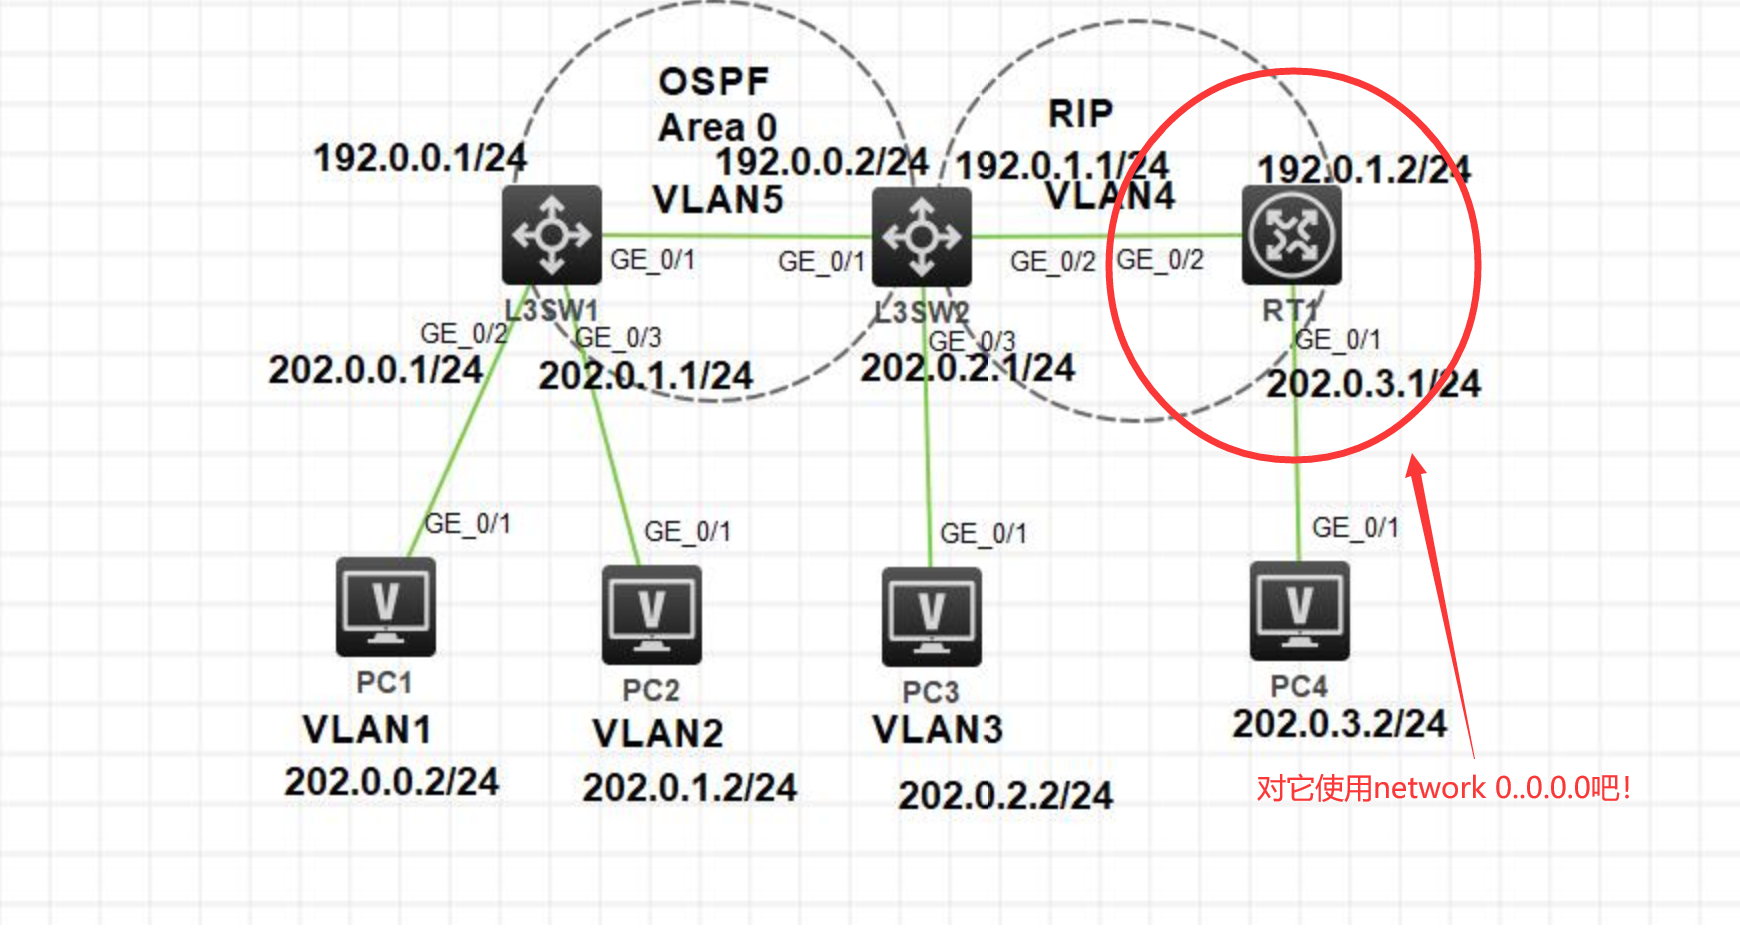 OSPF
Area 0
RIP
192.0.0.1/24
192.0.0.2/24
192.0.1.1/24
192.0.1.2/24
VLAN5
VLAN4
GE_0/1
GE_0/1
GE_0/2
GE_0/2
L3SW1
L3SW2
RT1
GE_0/2
GE_0/3
GE_0/3
GE_0/1
202.0.0.1/24
202.0.1.1/24
202.0.2.1/24
202.0.3.1/24
GE_0/1
GE_0/1
GE_0/1
GE_0/1
V
V
V
V
PC1
PC2
PC3
PC4
VLAN1
VLAN2
VLAN3
202.0.3.2/24
202.0.0.2/24
202.0.1.2/24
202.0.2.2/24
对它使用network 0..0.0.0吧!